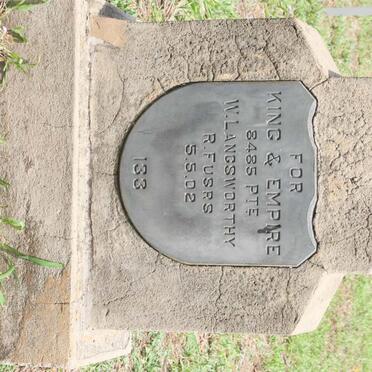 FOR
KING & EMPIRE
8485 PTE
W.LANGSWORTHY
R.FUSRS
5.5.02
133